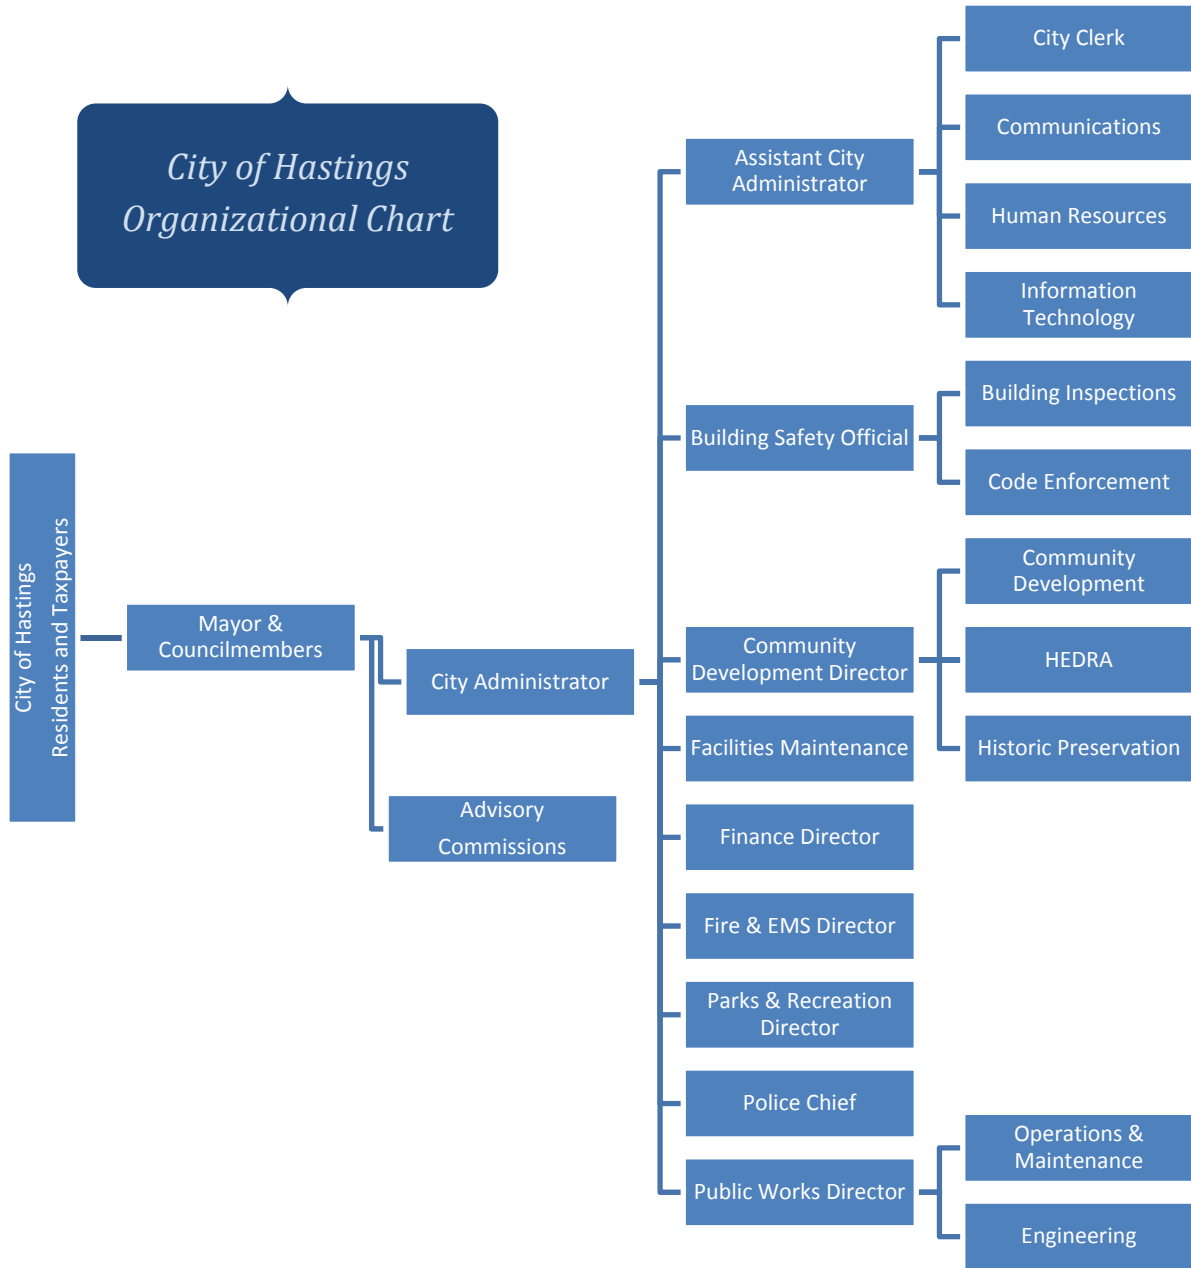 City of Hastings
Organizational Chart
City of Hastings
Residents and Taxpayers
Mayor &
Councilmembers
City Administrator
Advisory
Commissions
Assistant City
Administrator
City Clerk
Communications
Human Resources
Information
Technology
Building Safety Official
Building Inspections
Code Enforcement
Community
Development Director
Community
Development
HEDRA
Historic Preservation
Facilities Maintenance
Finance Director
Fire & EMS Director
Parks & Recreation
Director
Police Chief
Public Works Director
Operations &
Maintenance
Engineering